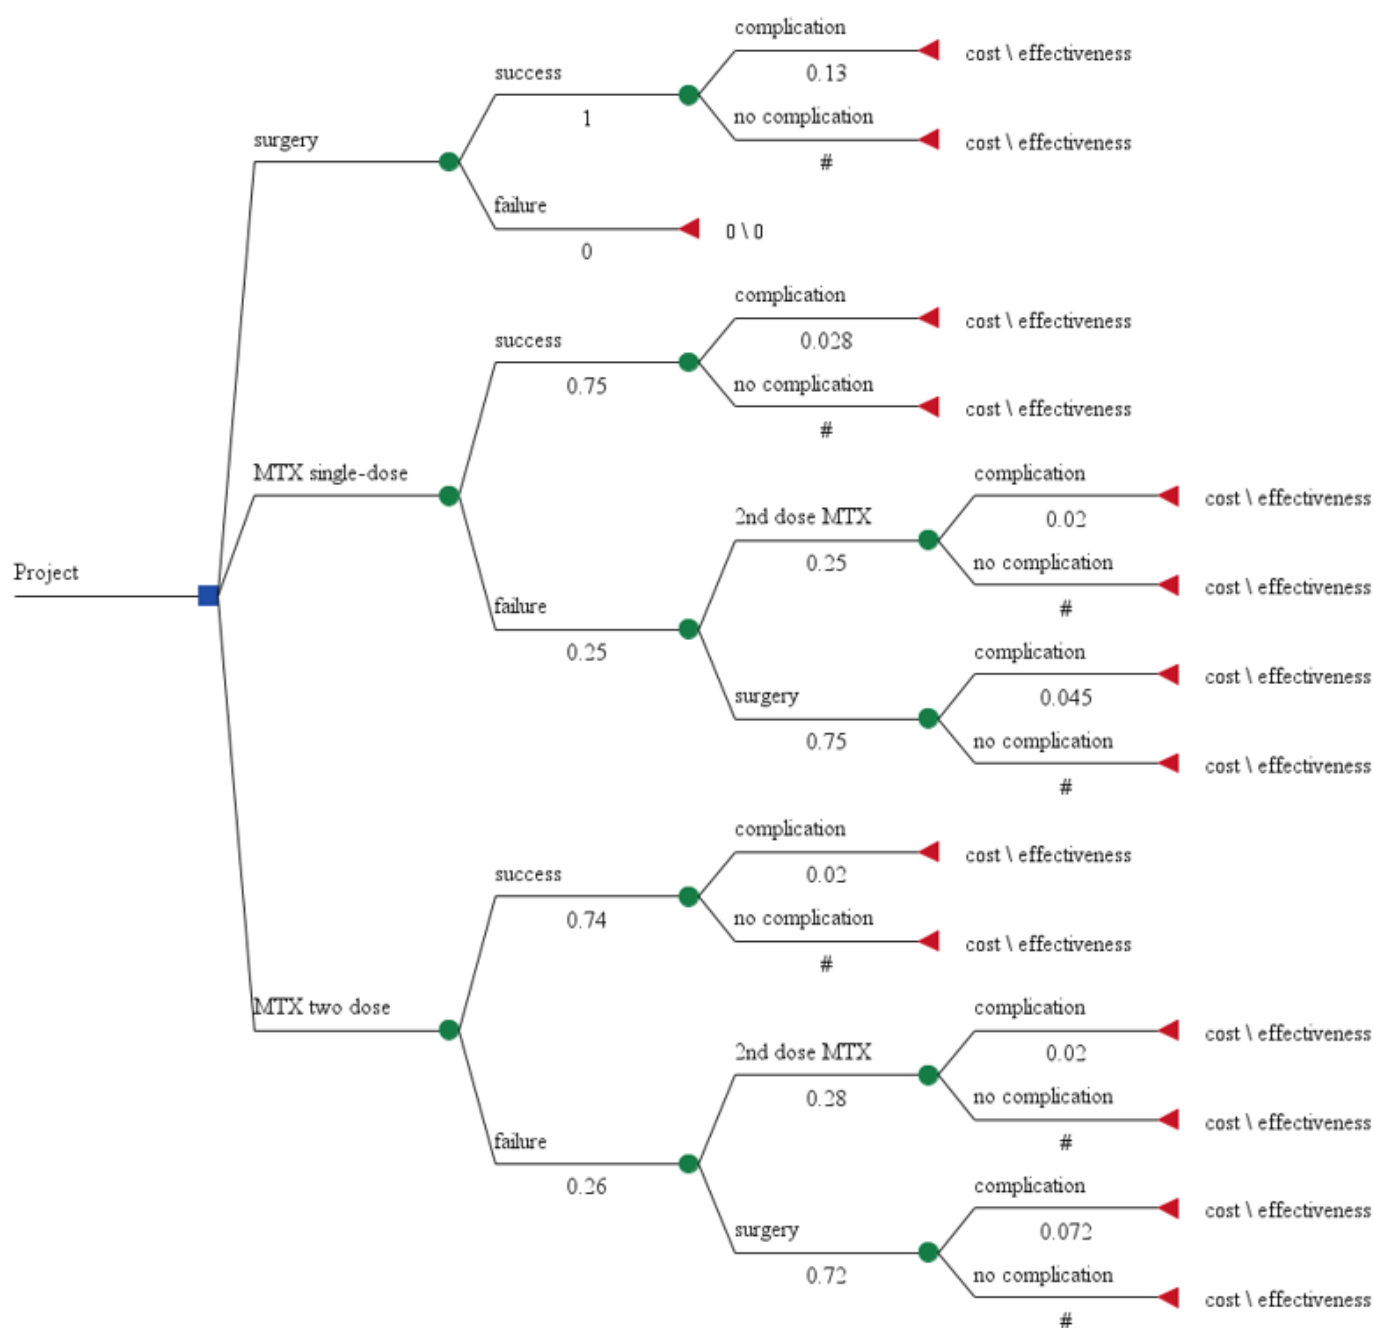 complication
cost \ effectiveness
0.13
success
1
no complication
cost \ effectiveness
#
surgery
failure
0 \ 0
0
complication
cost \ effectiveness
0.028
success
0.75
no complication
cost \ effectiveness
#
MTX single-dose
complication
cost \ effectiveness
0.02
2nd dose MTX
0.25
no complication
cost \ effectiveness
#
Project
failure
0.25
complication
cost \ effectiveness
0.045
surgery
0.75
no complication
cost \ effectiveness
#
complication
cost \ effectiveness
0.02
success
0.74
no complication
cost \ effectiveness
#
MTX two dose
complication
cost \ effectiveness
0.02
2nd dose MTX
0.28
no complication
cost \ effectiveness
#
failure
0.26
complication
cost \ effectiveness
0.072
surgery
0.72
no complication
cost \ effectiveness
#